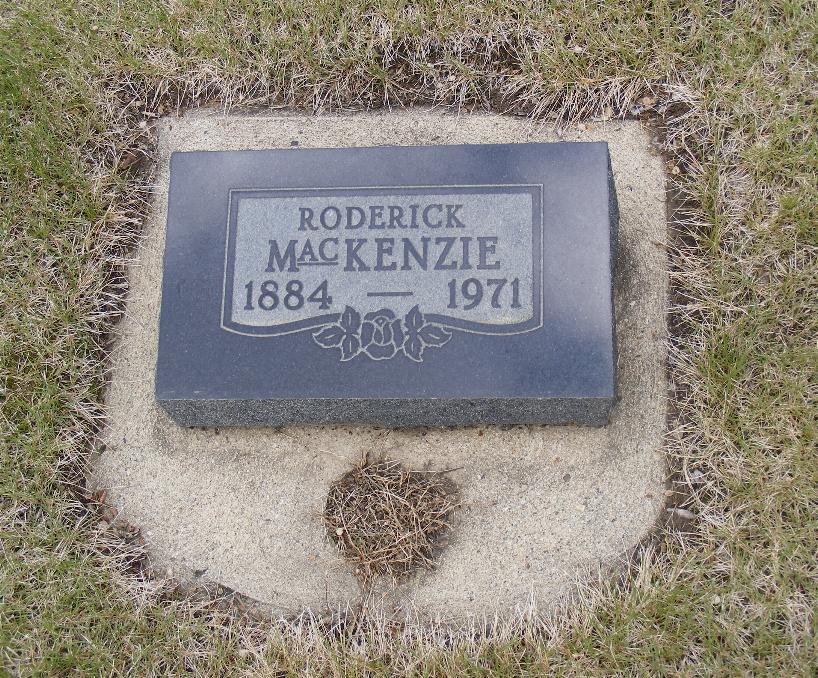 RODERICK
MACKENZIE
1884 — 1971